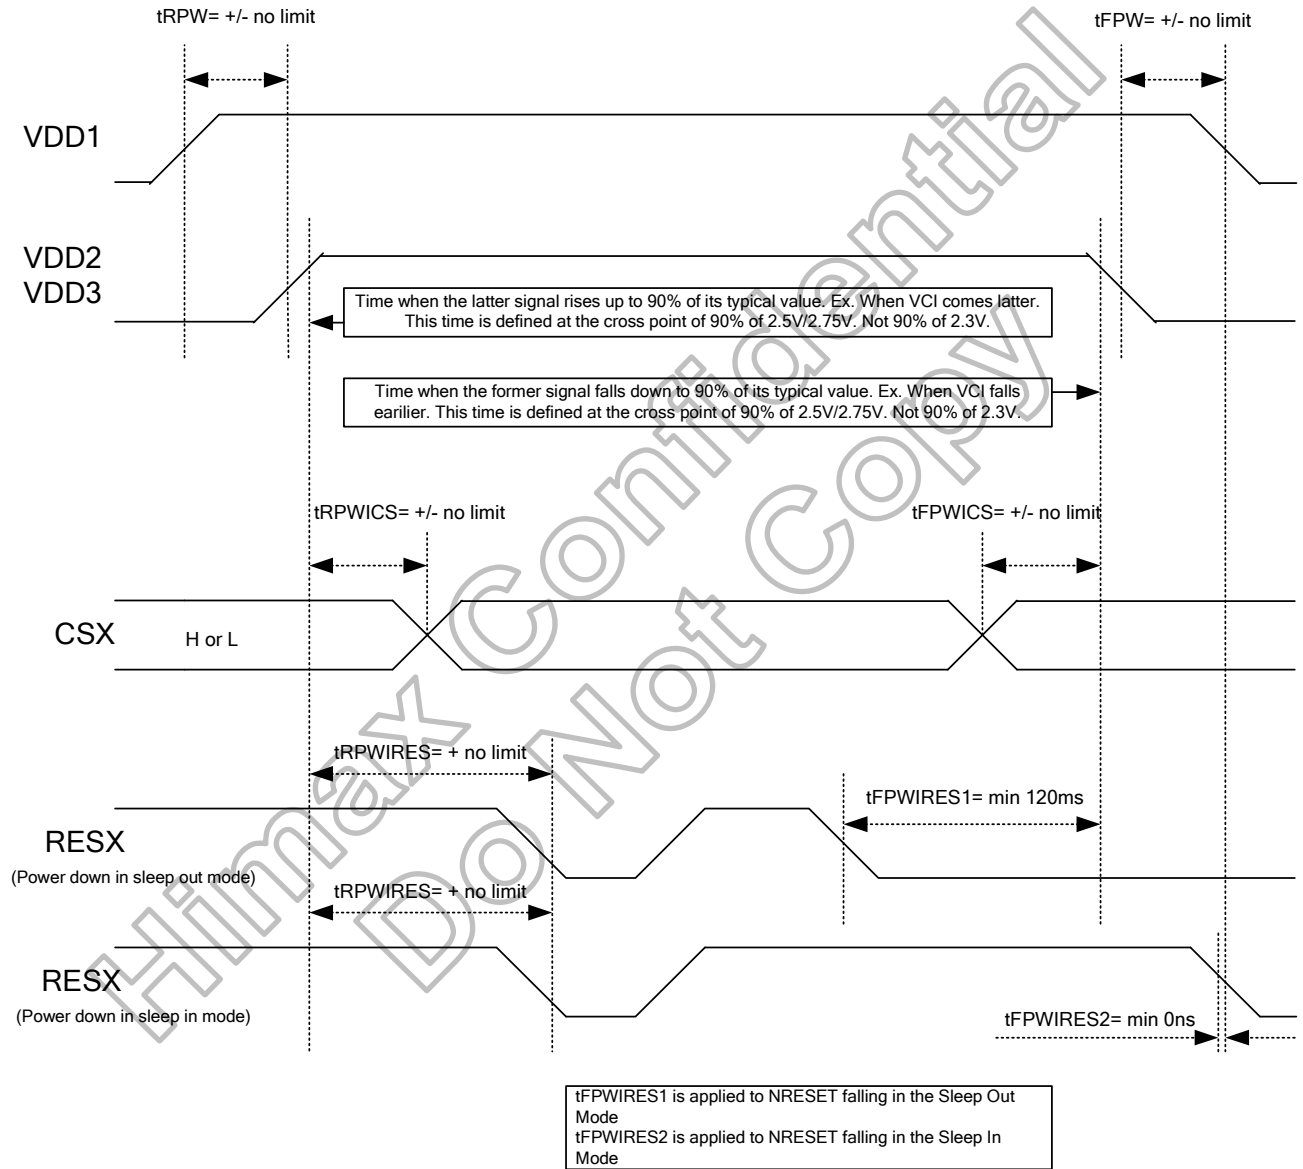 tRPW= +/- no limit
tFPW= +/- no limit
VDD1
VDD2
VDD3
Time when the latter signal rises up to 90% of its typical value. Ex. When VCI comes latter.
This time is defined at the cross point of 90% of 2.5V/2.75V. Not 90% of 2.3V.
Time when the former signal falls down to 90% of its typical value. Ex. When VCI falls
earilier. This time is defined at the cross point of 90% of 2.5V/2.75V. Not 90% of 2.3V.
tRPWICS= +/- no limit
tFPWICS= +/- no limit
CSX
H or L
tRPWIRES= + no limit
tFPWIRES1= min 120ms
RESX
(Power down in sleep out mode)
tRPWIRES= + no limit
RESX
(Power down in sleep in mode)
tFPWIRES2= min 0ns
tFPWIRES1 is applied to NRESET falling in the Sleep Out
Mode
tFPWIRES2 is applied to NRESET falling in the Sleep In
Mode
Himax Confidential
Do Not Copy